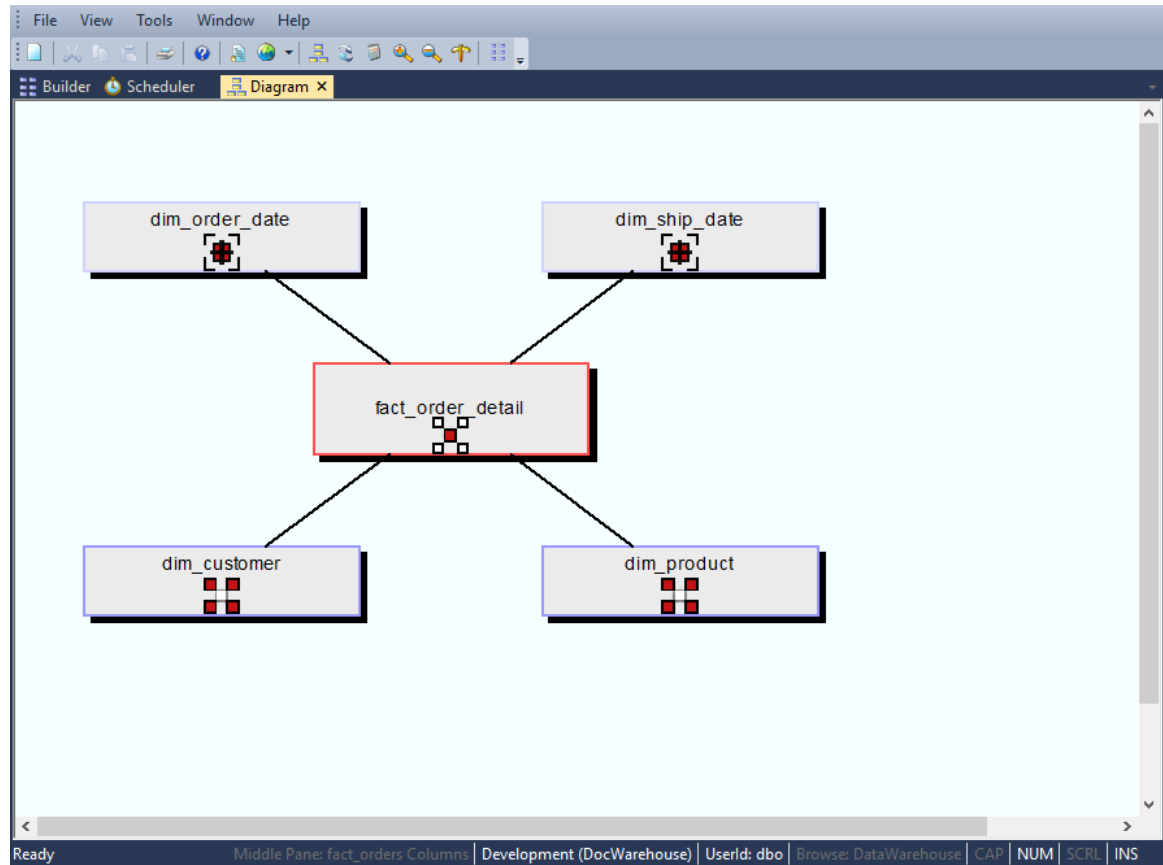 File View Tools Window Help
Builder Scheduler Diagram
dim_order_date dim_ship_date
fact_order_detail
dim_customer dim_product
Ready Middle Pane: fact_orders Columns Development (DocWarehouse) UserId: dbo Browse: DataWarehouse CAP NUM SCRL INS